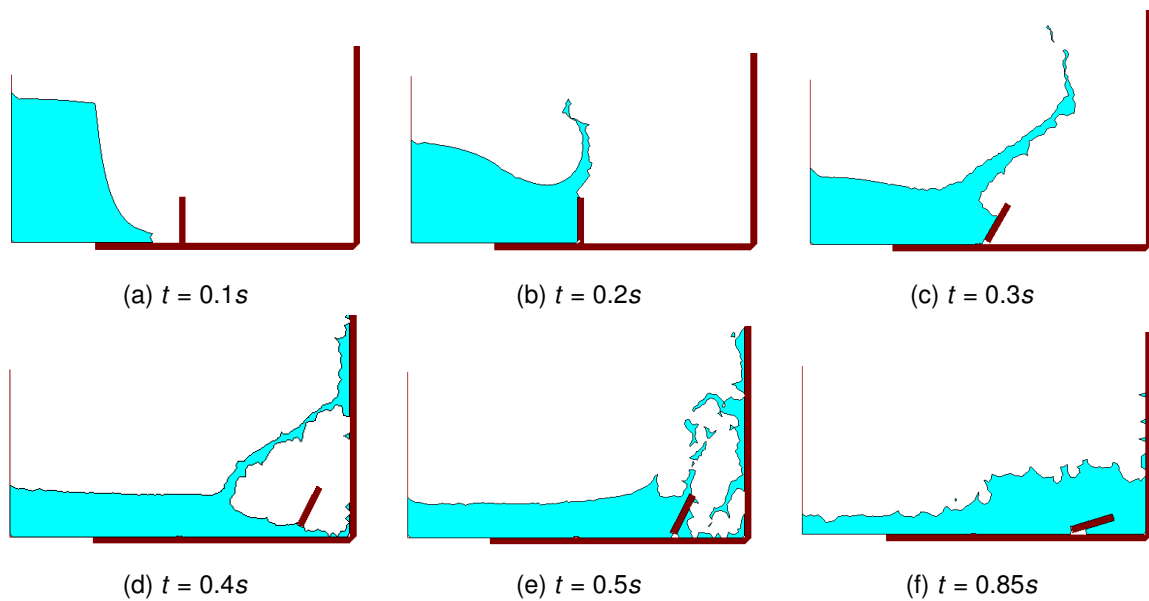 (a) t = 0.1s
(b) t = 0.2s
(c) t = 0.3s
(d) t = 0.4s
(e) t = 0.5s
(f) t = 0.85s